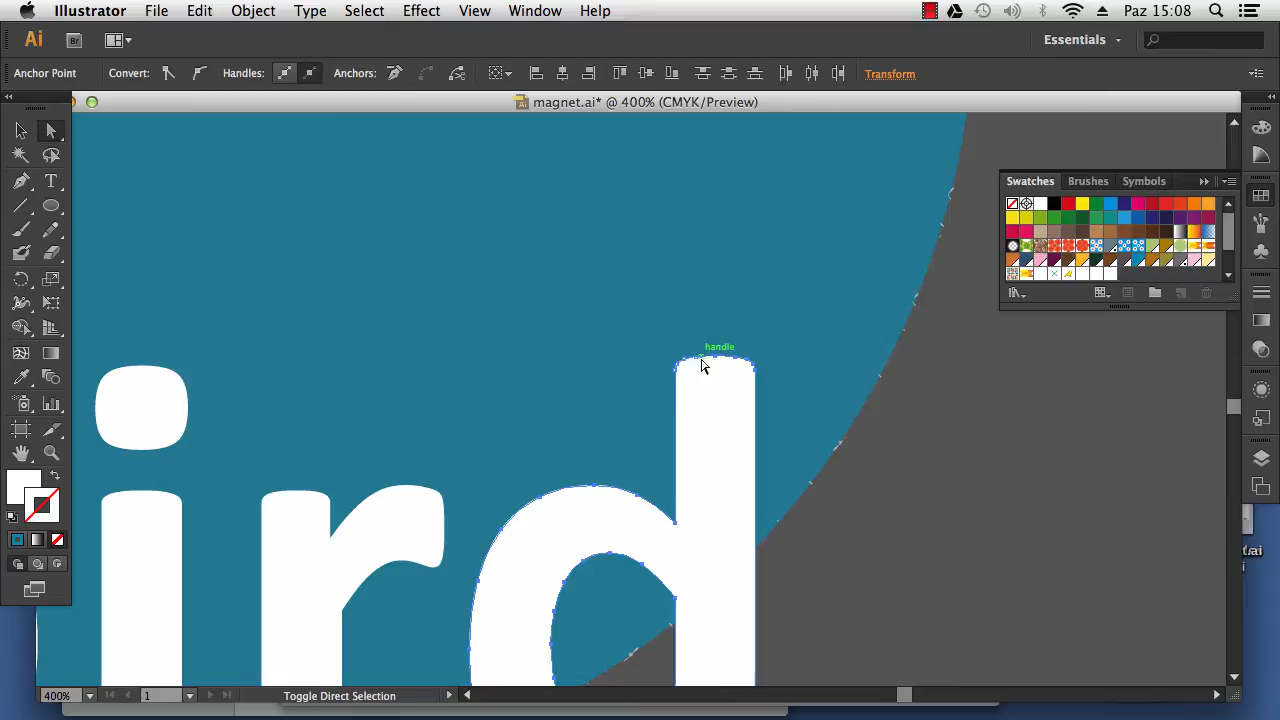 Illustrator File Edit Object Type Select Effect View Window Help Paz 15:08
Ai Br Essentials
Anchor Point Convert: Handles: Anchors: Transform
magnet.ai* @ 400% (CMYK/Preview)
Swatches Brushes Symbols
handle
ird
400% 1 Toggle Direct Selection